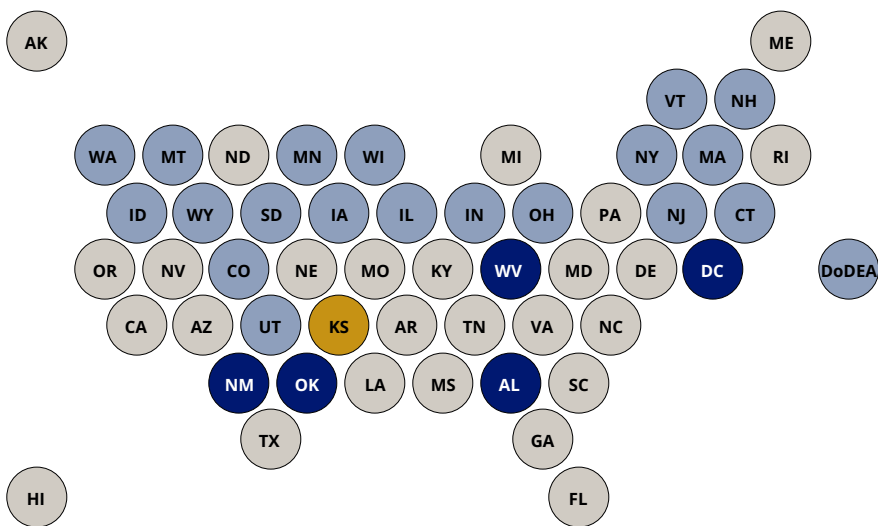 AK ME
VT NH
WA MT ND MN WI MI NY MA RI
ID WY SD IA IL IN OH PA NJ CT
OR NV CO NE MO KY WV MD DE DC DoDEA
CA AZ UT KS AR TN VA NC
NM OK LA MS AL SC
TX GA
HI FL